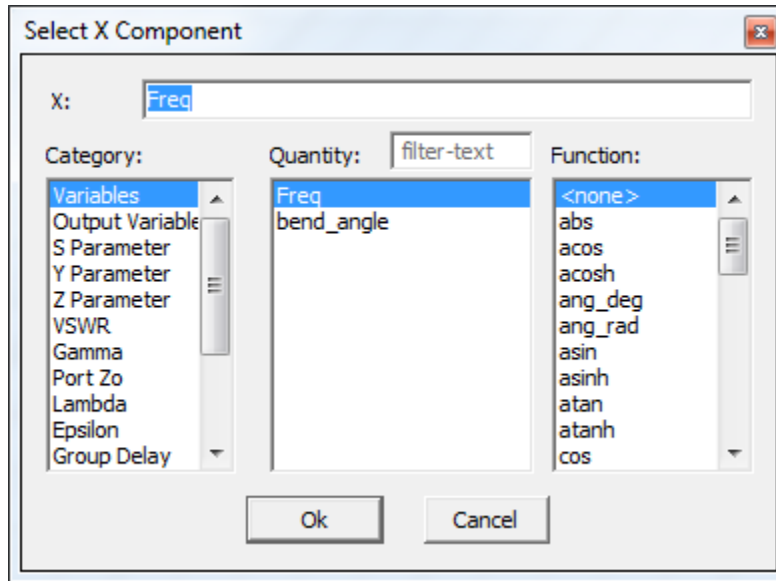 Select X Component
X: Freq
Category:
Quantity: filter-text
Function:
Variables
Output Variable
S Parameter
Y Parameter
Z Parameter
VSWR
Gamma
Port Zo
Lambda
Epsilon
Group Delay
Freq
bend_angle
<none>
abs
acos
acosh
ang_deg
ang_rad
asin
asinh
atan
atanh
cos
Ok
Cancel